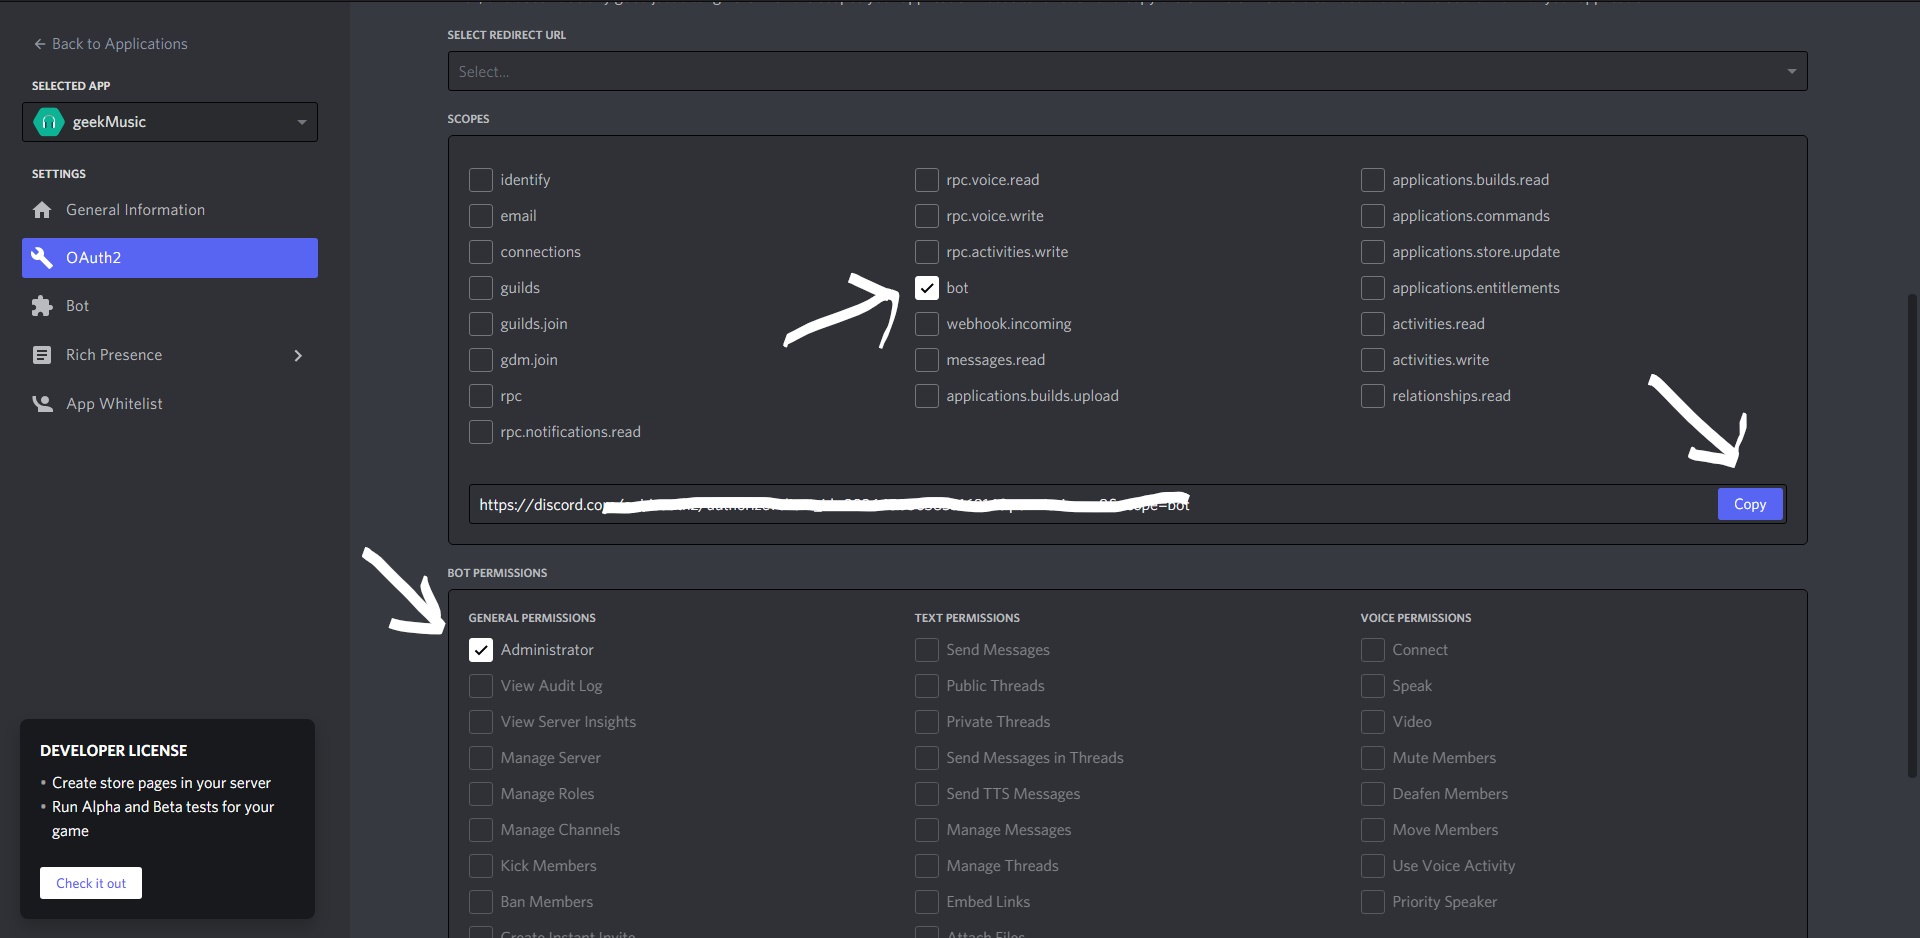 Back to Applications
SELECTED APP
geekMusic
SETTINGS
General Information
OAuth2
Bot
Rich Presence
App Whitelist
DEVELOPER LICENSE
• Create store pages in your server
• Run Alpha and Beta tests for your
game
Check it out
SELECT REDIRECT URL
Select...
SCOPES
identify
email
connections
guilds
guilds.join
gdm.join
rpc
rpc.notifications.read
rpc.voice.read
rpc.voice.write
rpc.activities.write
bot
webhook.incoming
messages.read
applications.builds.upload
applications.builds.read
applications.commands
applications.store.update
applications.entitlements
activities.read
activities.write
relationships.read
https://discord.co
Copy
BOT PERMISSIONS
GENERAL PERMISSIONS
Administrator
View Audit Log
View Server Insights
Manage Server
Manage Roles
Manage Channels
Kick Members
Ban Members
Create Instant Invite
TEXT PERMISSIONS
Send Messages
Public Threads
Private Threads
Send Messages in Threads
Send TTS Messages
Manage Messages
Manage Threads
Embed Links
Attach Files
VOICE PERMISSIONS
Connect
Speak
Video
Mute Members
Deafen Members
Move Members
Use Voice Activity
Priority Speaker